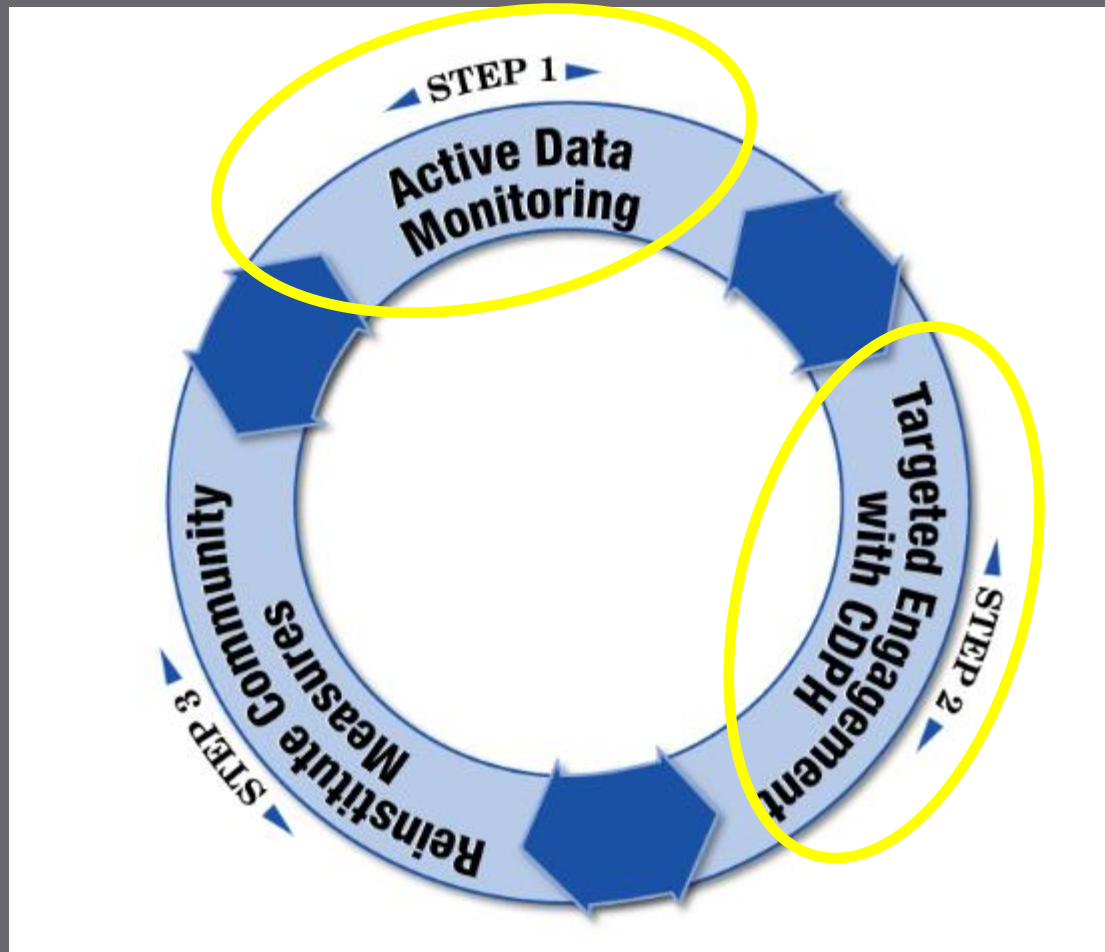 STEP 1
Active Data
Monitoring
Targeted Engagement
with CDPH
STEP 2
Reinstitute Community
Measures
STEP 3